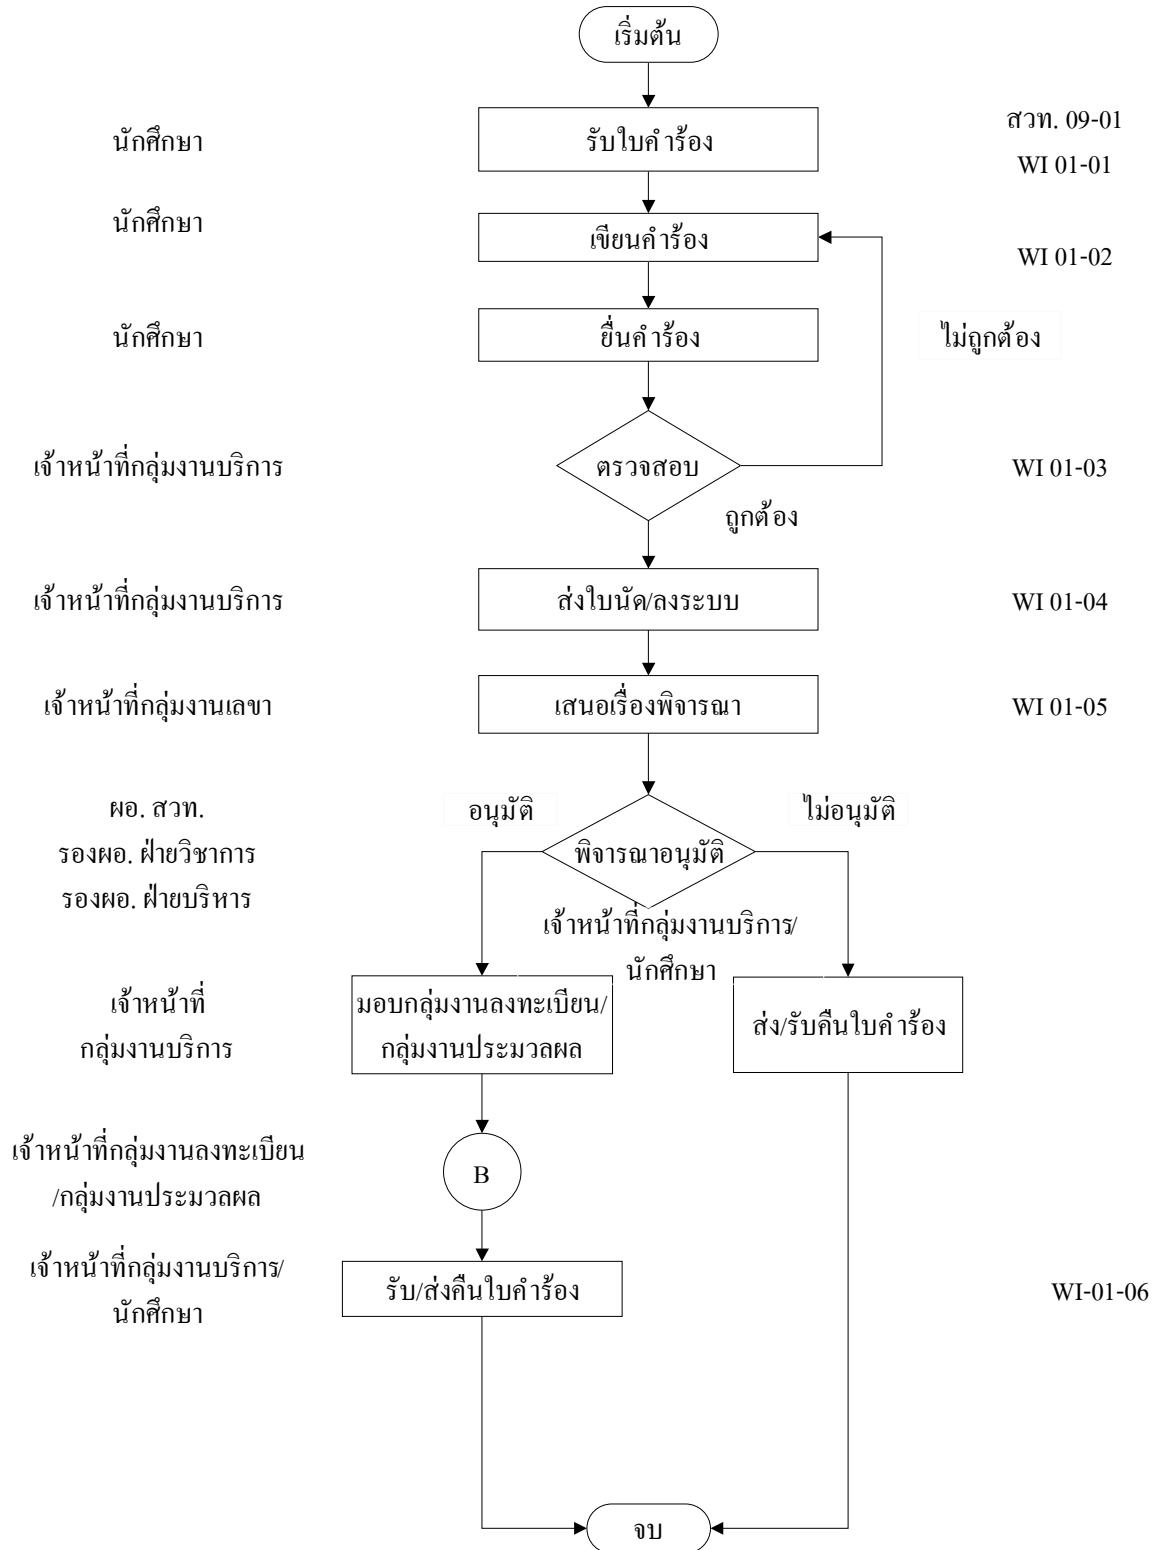 เริ่มต้น
นักศึกษา
รับใบคำร้อง
สวท. 09-01
WI 01-01
นักศึกษา
เขียนคำร้อง
WI 01-02
นักศึกษา
ยื่นคำร้อง
ไม่ถูกต้อง
เจ้าหน้าที่กลุ่มงานบริการ
ตรวจสอบ
WI 01-03
ถูกต้อง
เจ้าหน้าที่กลุ่มงานบริการ
ส่งใบนัด/ลงระบบ
WI 01-04
เจ้าหน้าที่กลุ่มงานเลขา
เสนอเรื่องพิจารณา
WI 01-05
ผอ. สวท.
รองผอ. ฝ่ายวิชาการ
รองผอ. ฝ่ายบริหาร
อนุมัติ
ไม่อนุมัติ
พิจารณาอนุมัติ
เจ้าหน้าที่กลุ่มงานบริการ/
นักศึกษา
เจ้าหน้าที่
กลุ่มงานบริการ
มอบกลุ่มงานลงทะเบียน/
กลุ่มงานประมวลผล
ส่ง/รับคืนใบคำร้อง
เจ้าหน้าที่กลุ่มงานลงทะเบียน
/กลุ่มงานประมวลผล
B
เจ้าหน้าที่กลุ่มงานบริการ/
นักศึกษา
รับ/ส่งคืนใบคำร้อง
WI-01-06
จบ